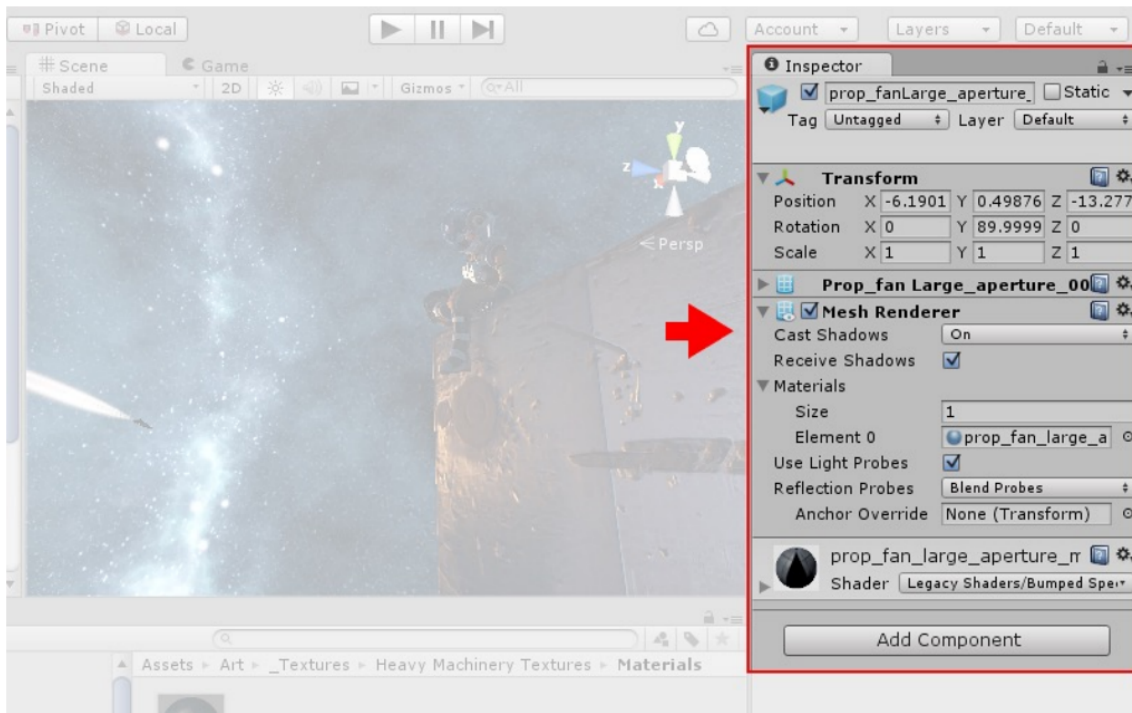 Pivot Local Account Layers Default
Scene Game
Shaded 2D Gizmos All
y
z
x
Persp
Inspector
prop_fanLarge_aperture_ Static
Tag Untagged Layer Default
Transform
Position X -6.1901 Y 0.49876 Z -13.277
Rotation X 0 Y 89.9999 Z 0
Scale X 1 Y 1 Z 1
Prop_fan Large_aperture_00
Mesh Renderer
Cast Shadows On
Receive Shadows
Materials
Size 1
Element 0 prop_fan_large_a
Use Light Probes
Reflection Probes Blend Probes
Anchor Override None (Transform)
prop_fan_large_aperture_m
Shader Legacy Shaders/Bumped Spe
Add Component
Assets Art _Textures Heavy Machinery Textures Materials